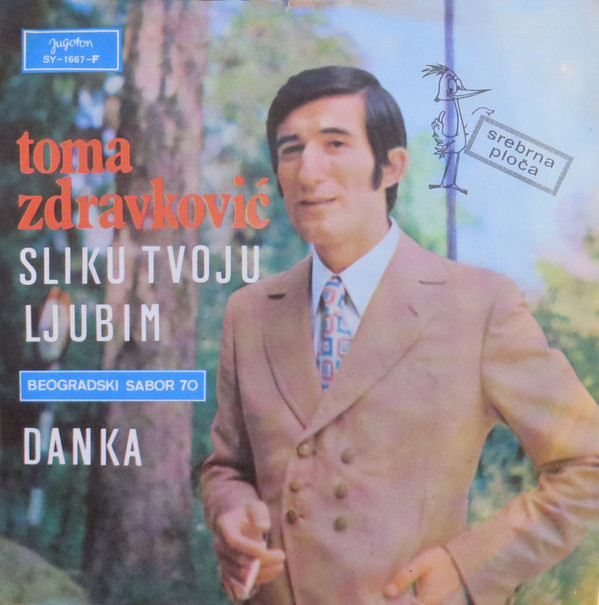 Jugoton
SY-1667-F
toma
zdravković
SLIKU TVOJU
LJUBIM
BEOGRADSKI SABOR 70
DANKA
srebrna
ploča